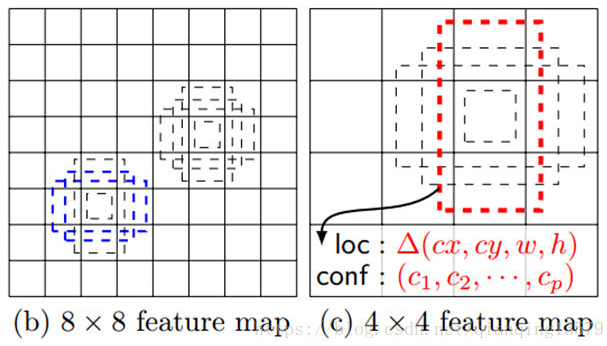 loc : Δ(cx, cy, w, h)
conf : (c₁, c₂, ⋯, cₚ)
(b) 8 × 8 feature map
(c) 4 × 4 feature map